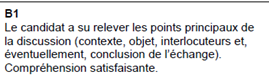 B1
Le candidat a su relever les points principaux de
la discussion (contexte, objet, interlocuteurs et,
éventuellement, conclusion de l'échange).
Compréhension satisfaisante.